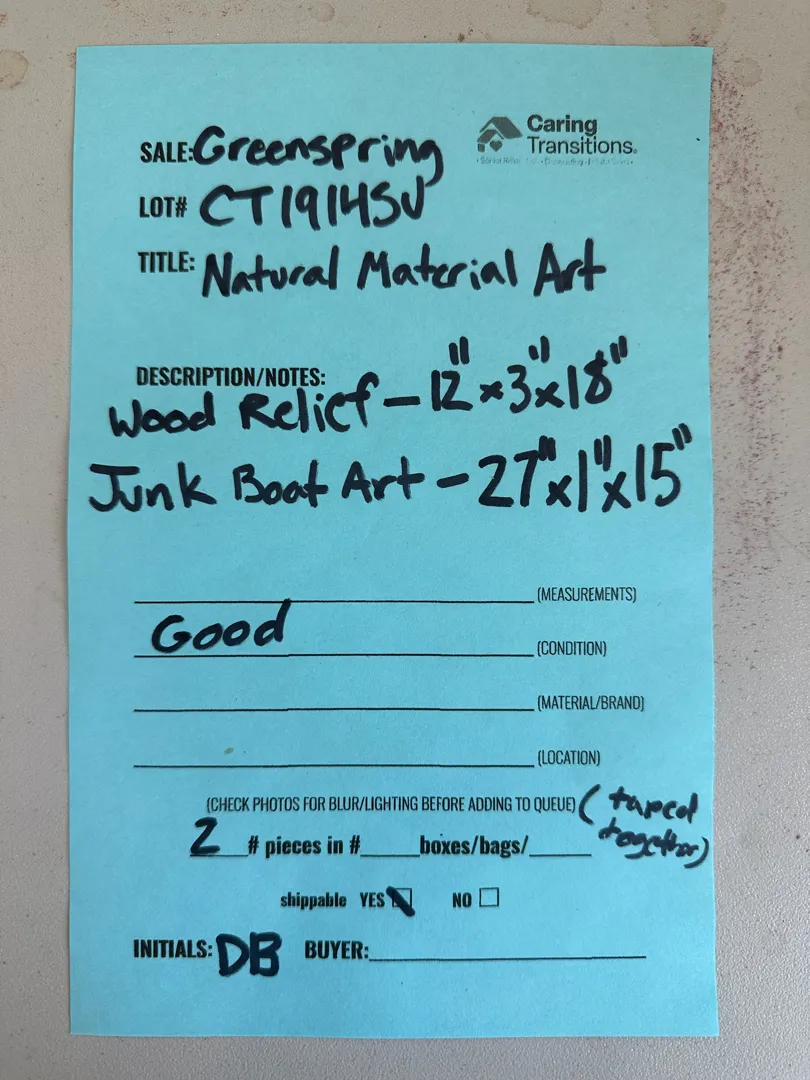 SALE: Greenspring
Caring
Transitions.
LOT# CT1914SU
TITLE: Natural Material Art
DESCRIPTION/NOTES:
Wood Relief - 12" x 3" x 18"
Junk Boat Art - 27" x 1" x 15"
(MEASUREMENTS)
Good (CONDITION)
(MATERIAL/BRAND)
(LOCATION)
(CHECK PHOTOS FOR BLUR/LIGHTING BEFORE ADDING TO QUEUE) (taped
together)
2 # pieces in # boxes/bags/
shippable YES NO
INITIALS: DB BUYER: